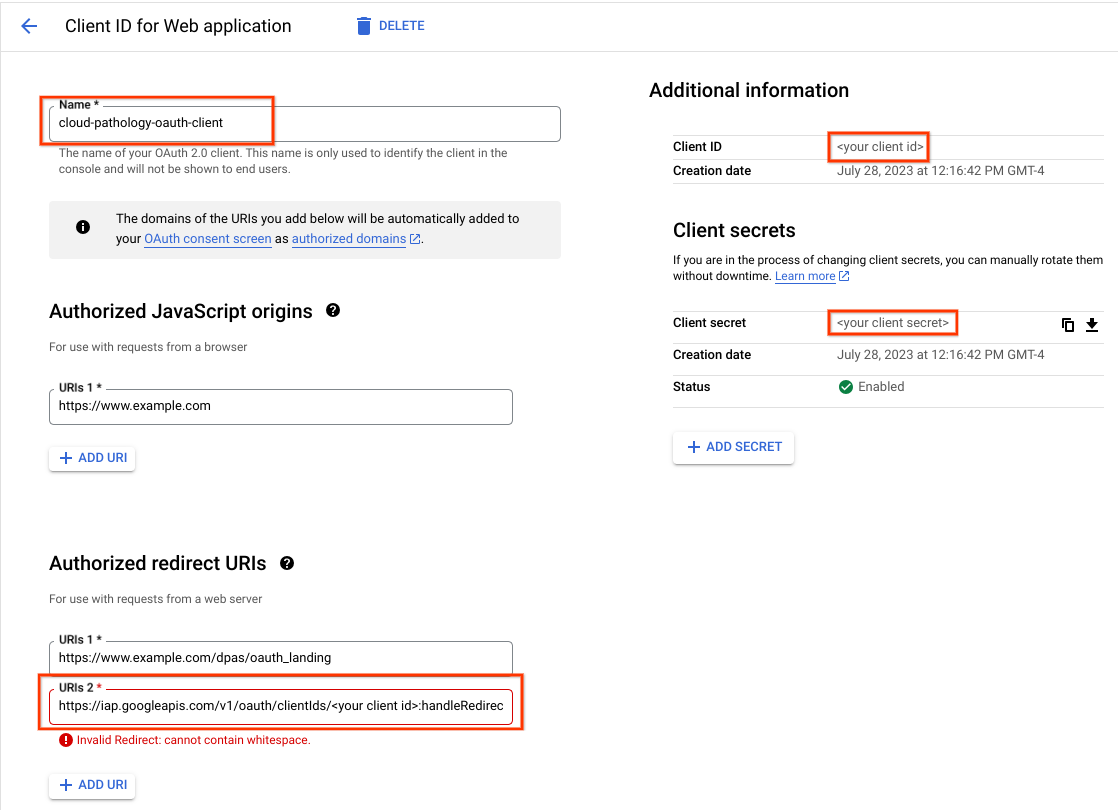 Client ID for Web application
DELETE
Name *
cloud-pathology-oauth-client
The name of your OAuth 2.0 client. This name is only used to identify the client in the
console and will not be shown to end users.
The domains of the URIs you add below will be automatically added to
your OAuth consent screen as authorized domains.
Authorized JavaScript origins
For use with requests from a browser
URIs 1 *
https://www.example.com
ADD URI
Authorized redirect URIs
For use with requests from a web server
URIs 1 *
https://www.example.com/dpas/oauth_landing
URIs 2 *
https://iap.googleapis.com/v1/oauth/clientIds/<your client id>:handleRedirec
Invalid Redirect: cannot contain whitespace.
ADD URI
Additional information
Client ID <your client id>
Creation date July 28, 2023 at 12:16:42 PM GMT-4
Client secrets
If you are in the process of changing client secrets, you can manually rotate them
without downtime. Learn more
Client secret <your client secret>
Creation date July 28, 2023 at 12:16:42 PM GMT-4
Status Enabled
ADD SECRET